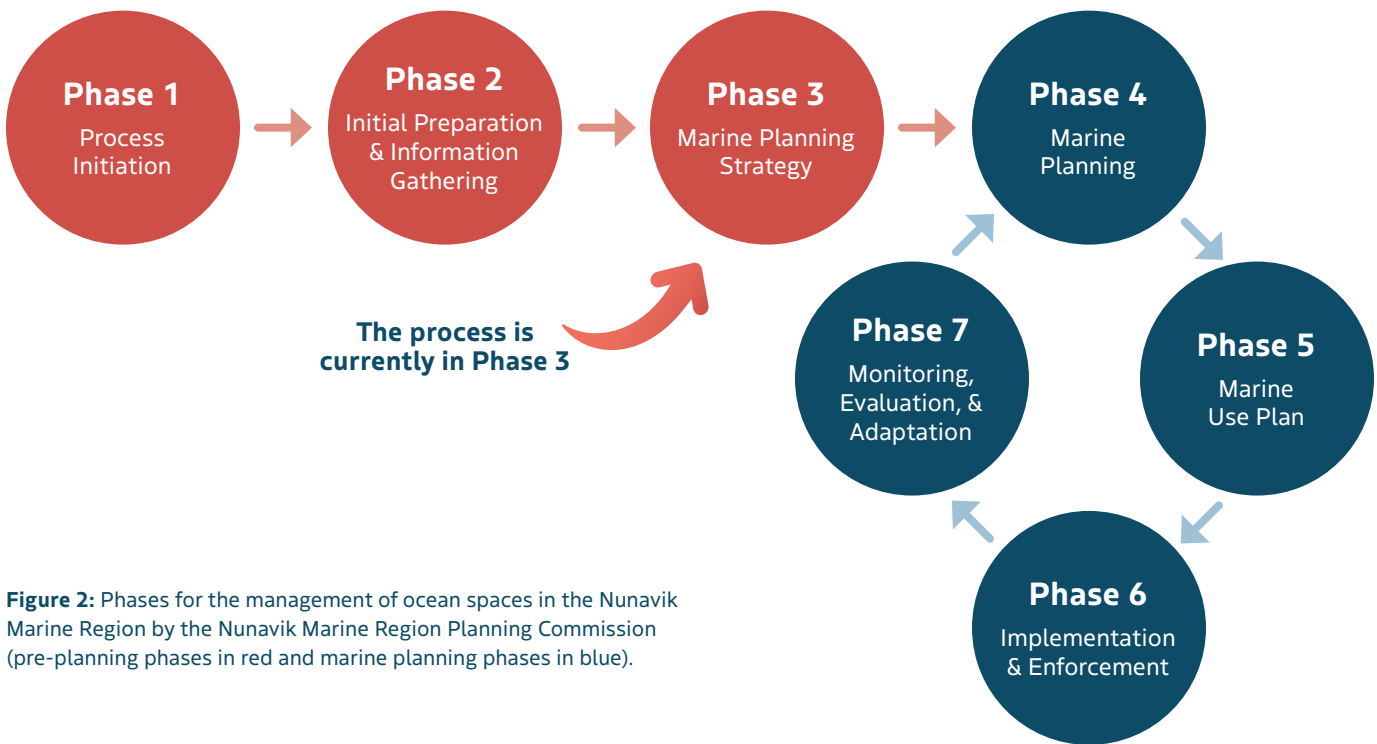 Phase 1
Process
Initiation
Phase 2
Initial Preparation
& Information
Gathering
Phase 3
Marine Planning
Strategy
Phase 4
Marine
Planning
The process is
currently in Phase 3
Phase 7
Monitoring,
Evaluation, &
Adaptation
Phase 5
Marine
Use Plan
Phase 6
Implementation
& Enforcement
Figure 2: Phases for the management of ocean spaces in the Nunavik
Marine Region by the Nunavik Marine Region Planning Commission
(pre-planning phases in red and marine planning phases in blue).